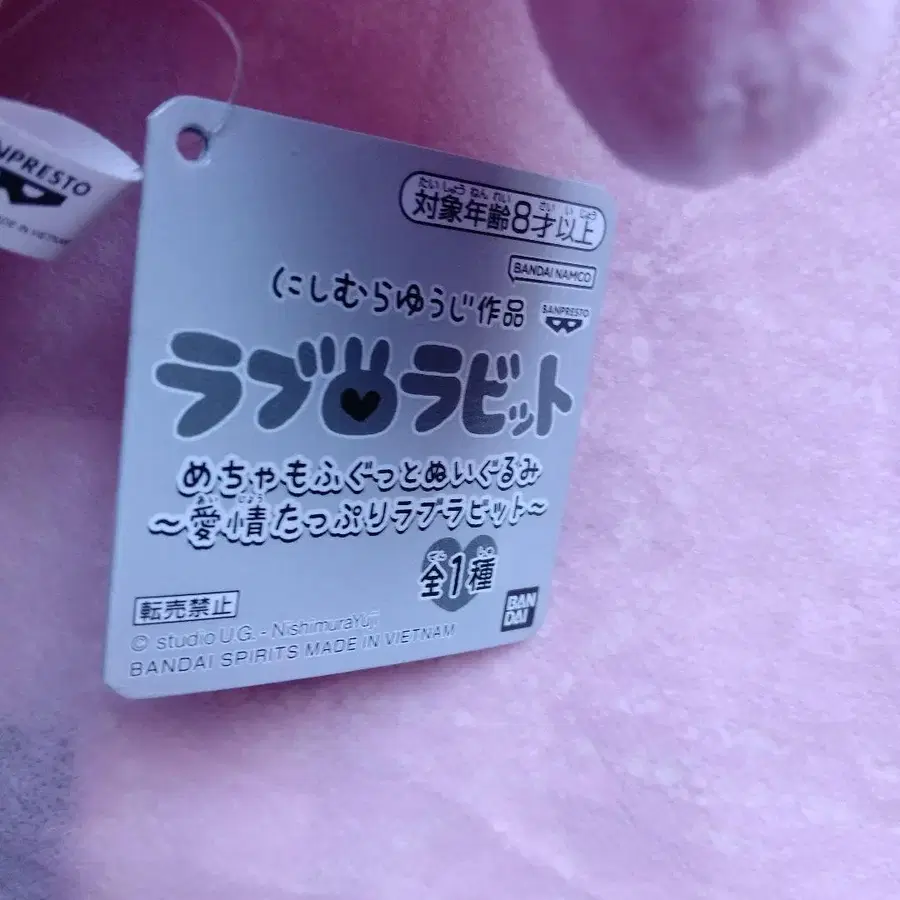 対象年齢8才以上
たいしょうねんれい さいいじょう
BANDAI NAMCO
にしむらゆうじ作品
BANPRESTO
ラブラビット
めちゃもふぐっとぬいぐるみ
あいじょう
～愛情たっぷりラブラビット～
ぜん しゅ
全1種
転売禁止
BAN
DAI
© studio U.G. - NishimuraYuji
BANDAI SPIRITS MADE IN VIETNAM
MADE IN VIETNAM